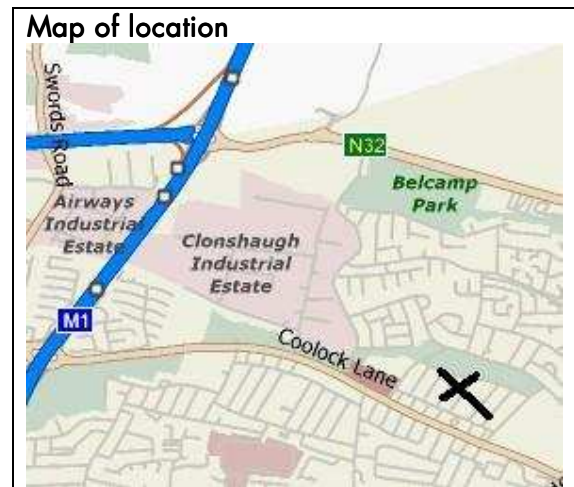 Map of location
Swords Road
N32
Belcamp
Park
Airways
Industrial
Estate
Clonshaugh
Industrial
Estate
M1
Coolock Lane